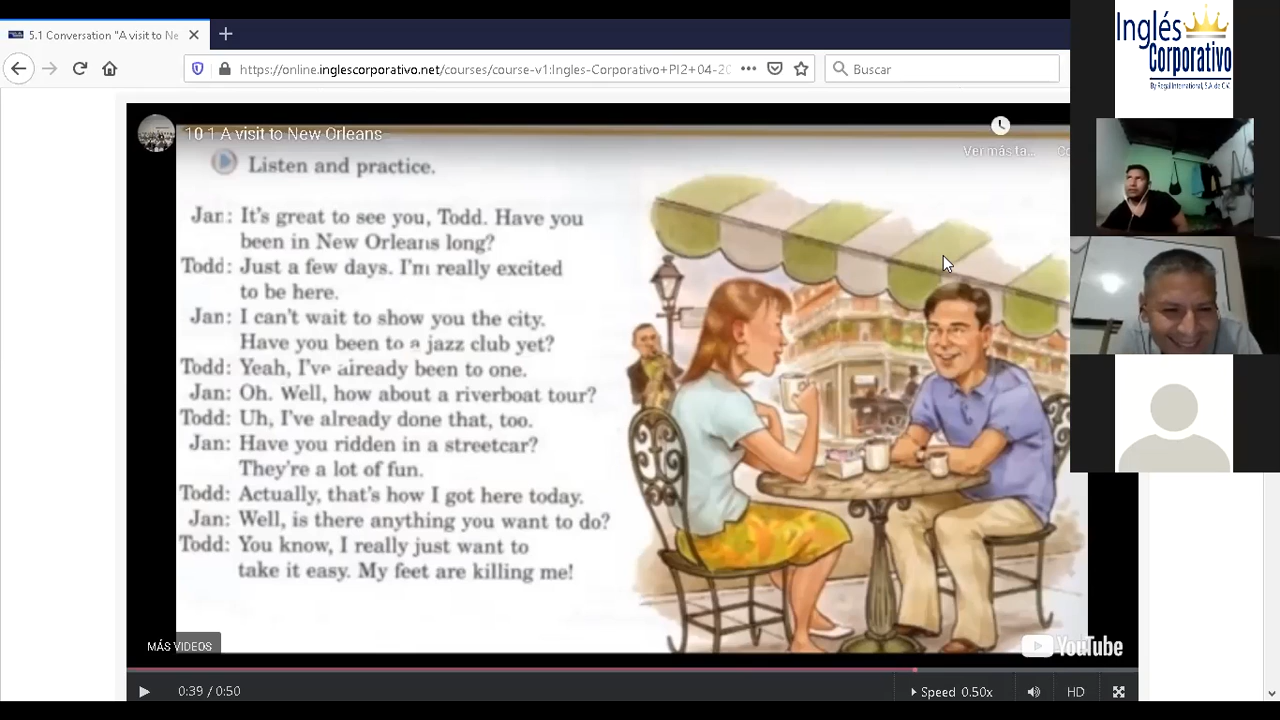 5.1 Conversation "A visit to Ne
https://online.inglescorporativo.net/courses/course-v1:Ingles-Corporativo+PI2+04-20
Buscar
Inglés
Corporativo
By Regal International, S.A. de C.V.
10 1 A visit to New Orleans
Ver más ta...
Listen and practice.
Jan: It's great to see you, Todd. Have you
been in New Orleans long?
Todd: Just a few days. I'm really excited
to be here.
Jan: I can't wait to show you the city.
Have you been to a jazz club yet?
Todd: Yeah, I've already been to one.
Jan: Oh. Well, how about a riverboat tour?
Todd: Uh, I've already done that, too.
Jan: Have you ridden in a streetcar?
They're a lot of fun.
Todd: Actually, that's how I got here today.
Jan: Well, is there anything you want to do?
Todd: You know, I really just want to
take it easy. My feet are killing me!
MÁS VIDEOS
YouTube
0:39 / 0:50
Speed 0.50x
HD